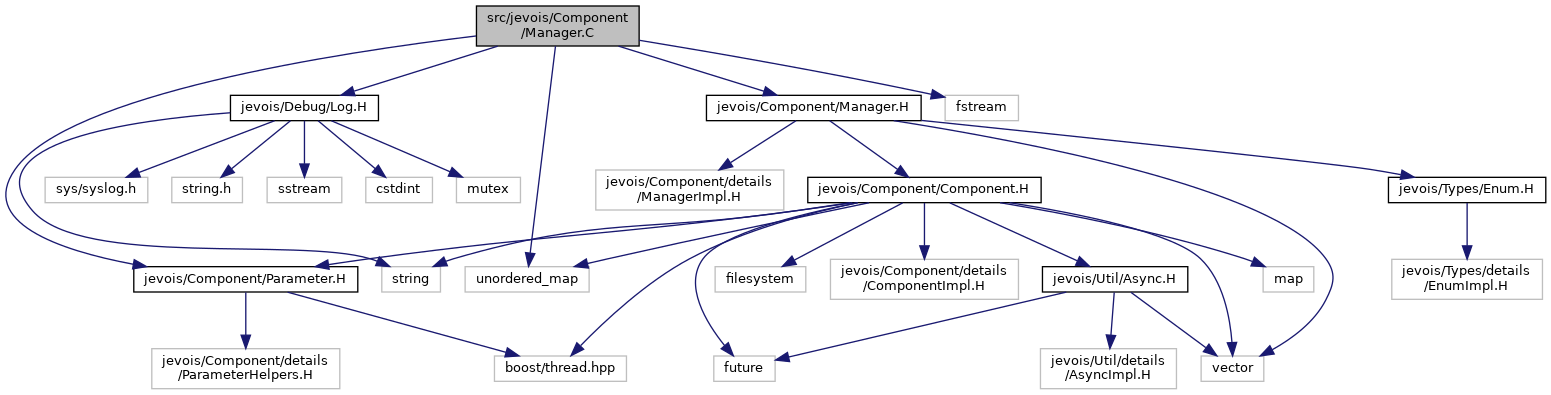 src/jevois/Component
/Manager.C
jevois/Debug/Log.H
jevois/Component/Manager.H
fstream
sys/syslog.h
string.h
sstream
cstdint
mutex
jevois/Component/details
/ManagerImpl.H
jevois/Component/Component.H
jevois/Types/Enum.H
jevois/Component/Parameter.H
string
unordered_map
filesystem
jevois/Component/details
/ComponentImpl.H
jevois/Util/Async.H
map
jevois/Types/details
/EnumImpl.H
jevois/Component/details
/ParameterHelpers.H
boost/thread.hpp
future
jevois/Util/details
/AsyncImpl.H
vector